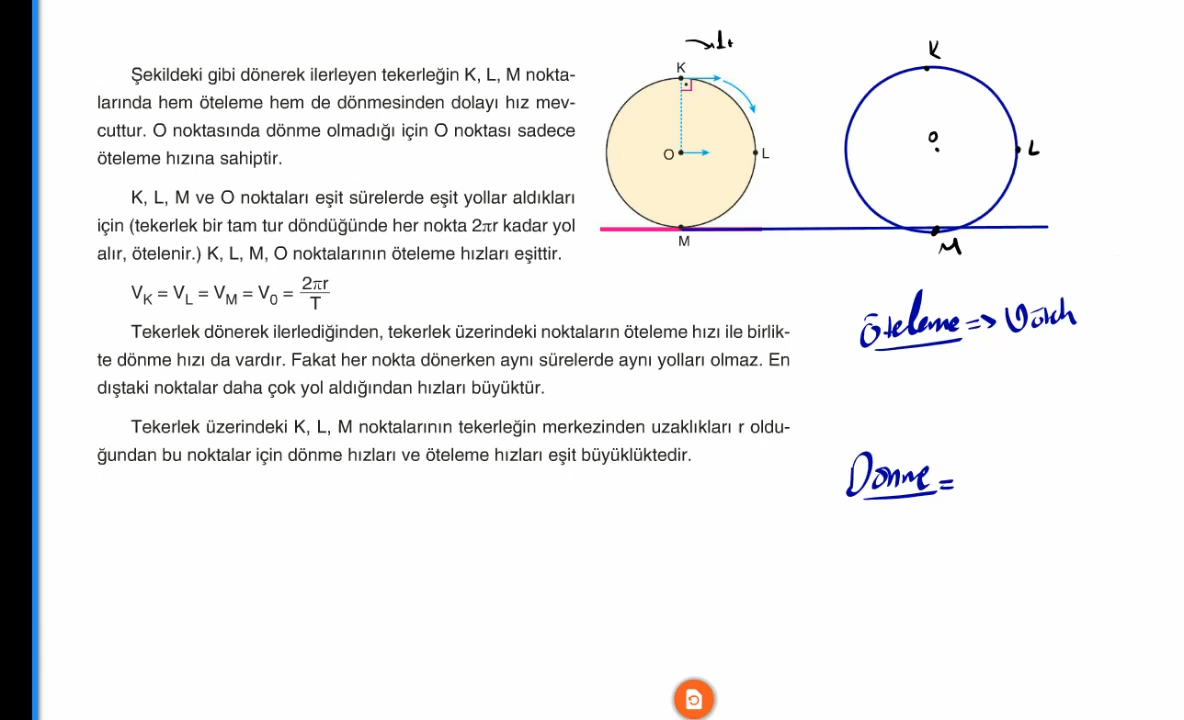 Şekildeki gibi dönerek ilerleyen tekerleğin K, L, M nokta-
larında hem öteleme hem de dönmesinden dolayı hız mev-
cuttur. O noktasında dönme olmadığı için O noktası sadece
öteleme hızına sahiptir.
K, L, M ve O noktaları eşit sürelerde eşit yollar aldıkları
için (tekerlek bir tam tur döndüğünde her nokta 2πr kadar yol
alır, ötelenir.) K, L, M, O noktalarının öteleme hızları eşittir.
V_K = V_L = V_M = V_0 = 2πr/T
Tekerlek dönerek ilerlediğinden, tekerlek üzerindeki noktaların öteleme hızı ile birlik-
te dönme hızı da vardır. Fakat her nokta dönerken aynı sürelerde aynı yolları olmaz. En
dıştaki noktalar daha çok yol aldığından hızları büyüktür.
Tekerlek üzerindeki K, L, M noktalarının tekerleğin merkezinden uzaklıkları r oldu-
ğundan bu noktalar için dönme hızları ve öteleme hızları eşit büyüklüktedir.
K
O
L
M
K
O
L
M
Öteleme =>
Dönme =